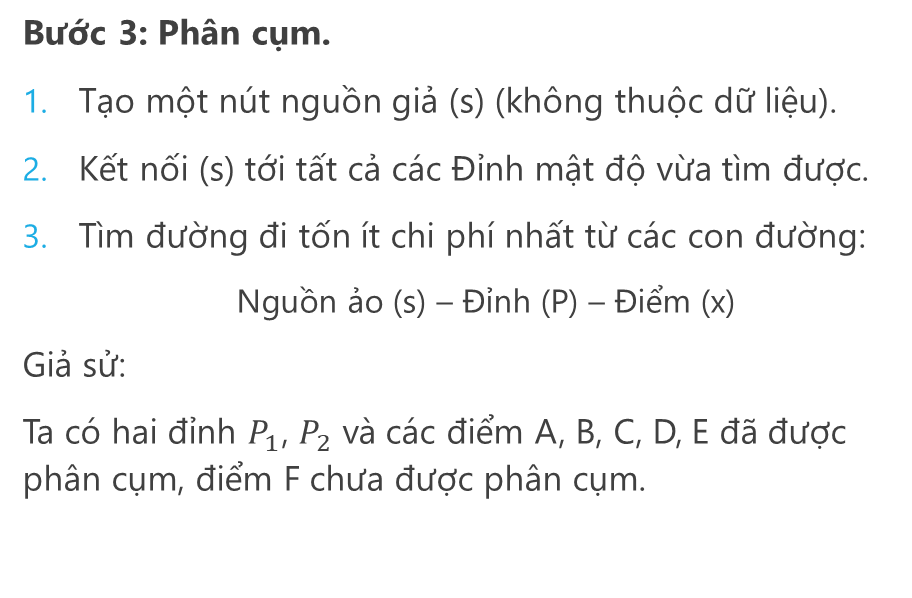 Bước 3: Phân cụm.
1. Tạo một nút nguồn giả (s) (không thuộc dữ liệu).
2. Kết nối (s) tới tất cả các Đỉnh mật độ vừa tìm được.
3. Tìm đường đi tốn ít chi phí nhất từ các con đường:
Nguồn ảo (s) – Đỉnh (P) – Điểm (x)
Giả sử:
Ta có hai đỉnh P₁, P₂ và các điểm A, B, C, D, E đã được
phân cụm, điểm F chưa được phân cụm.